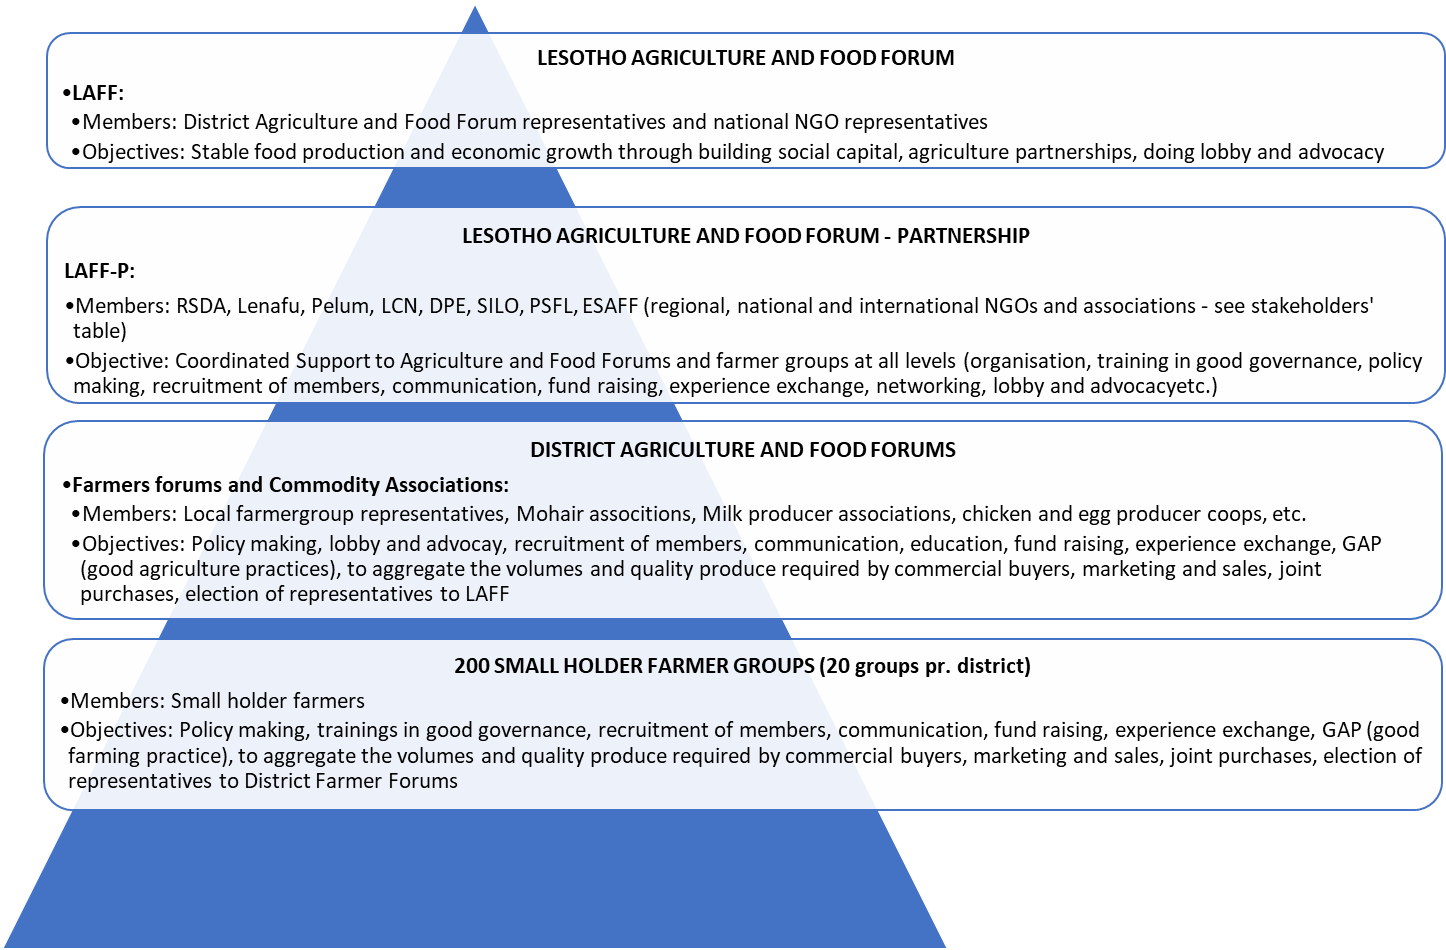 LESOTHO AGRICULTURE AND FOOD FORUM
•LAFF:
•Members: District Agriculture and Food Forum representatives and national NGO representatives
•Objectives: Stable food production and economic growth through building social capital, agriculture partnerships, doing lobby and advocacy
LESOTHO AGRICULTURE AND FOOD FORUM - PARTNERSHIP
LAFF-P:
•Members: RSDA, Lenafu, Pelum, LCN, DPE, SILO, PSFL, ESAFF (regional, national and international NGOs and associations - see stakeholders'
table)
•Objective: Coordinated Support to Agriculture and Food Forums and farmer groups at all levels (organisation, training in good governance, policy
making, recruitment of members, communication, fund raising, experience exchange, networking, lobby and advocacyetc.)
DISTRICT AGRICULTURE AND FOOD FORUMS
•Farmers forums and Commodity Associations:
•Members: Local farmergroup representatives, Mohair associtions, Milk producer associations, chicken and egg producer coops, etc.
•Objectives: Policy making, lobby and advocay, recruitment of members, communication, education, fund raising, experience exchange, GAP
(good agriculture practices), to aggregate the volumes and quality produce required by commercial buyers, marketing and sales, joint
purchases, election of representatives to LAFF
200 SMALL HOLDER FARMER GROUPS (20 groups pr. district)
•Members: Small holder farmers
•Objectives: Policy making, trainings in good governance, recruitment of members, communication, fund raising, experience exchange, GAP (good
farming practice), to aggregate the volumes and quality produce required by commercial buyers, marketing and sales, joint purchases, election of
representatives to District Farmer Forums